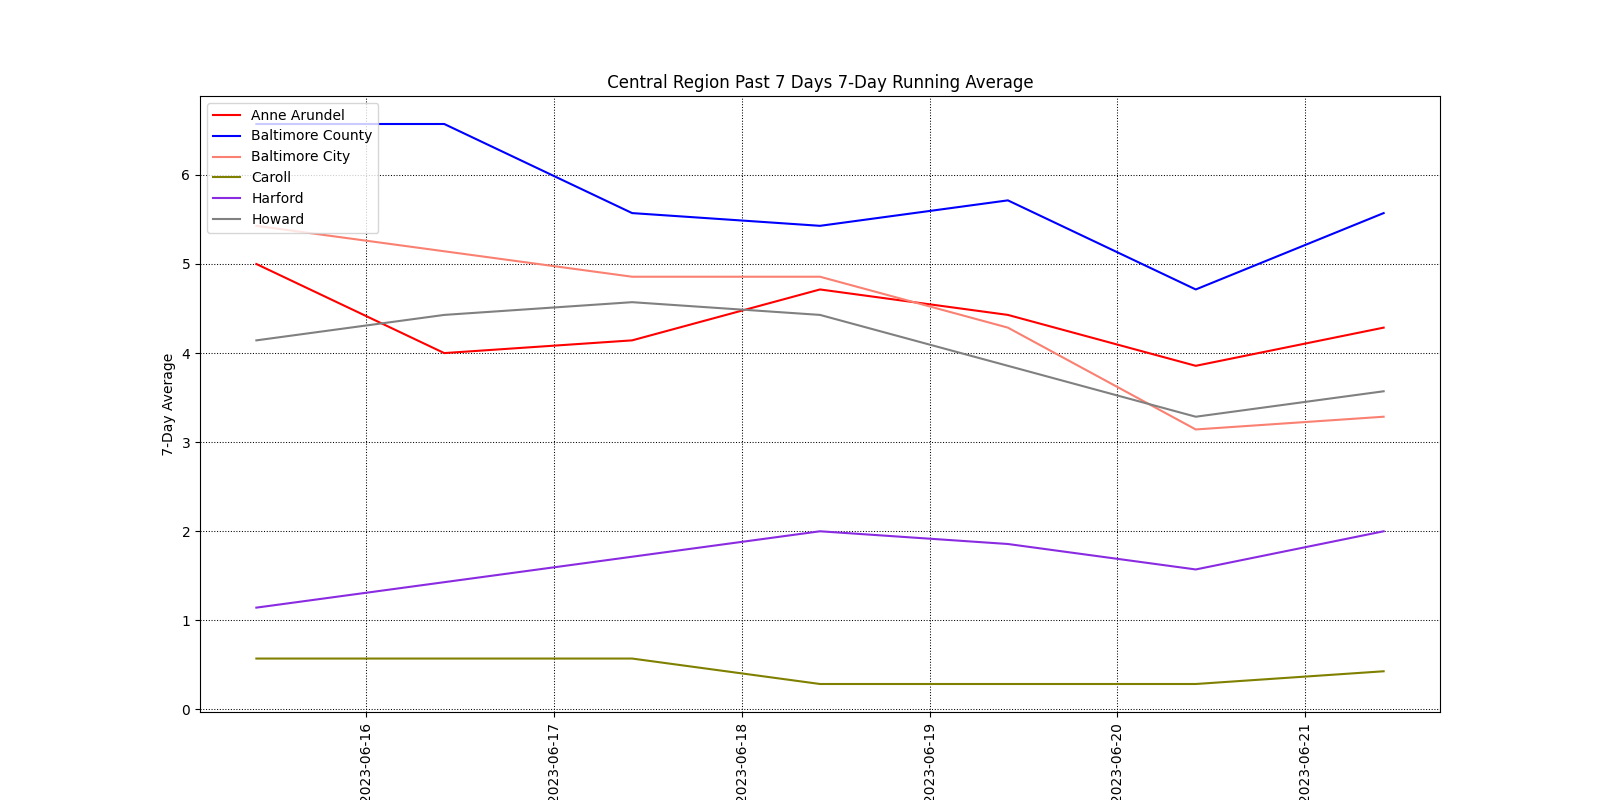 Central Region Past 7 Days 7-Day Running Average
Anne Arundel
Baltimore County
Baltimore City
Caroll
Harford
Howard
7-Day Average
6
5
4
3
2
1
0
2023-06-16
2023-06-17
2023-06-18
2023-06-19
2023-06-20
2023-06-21